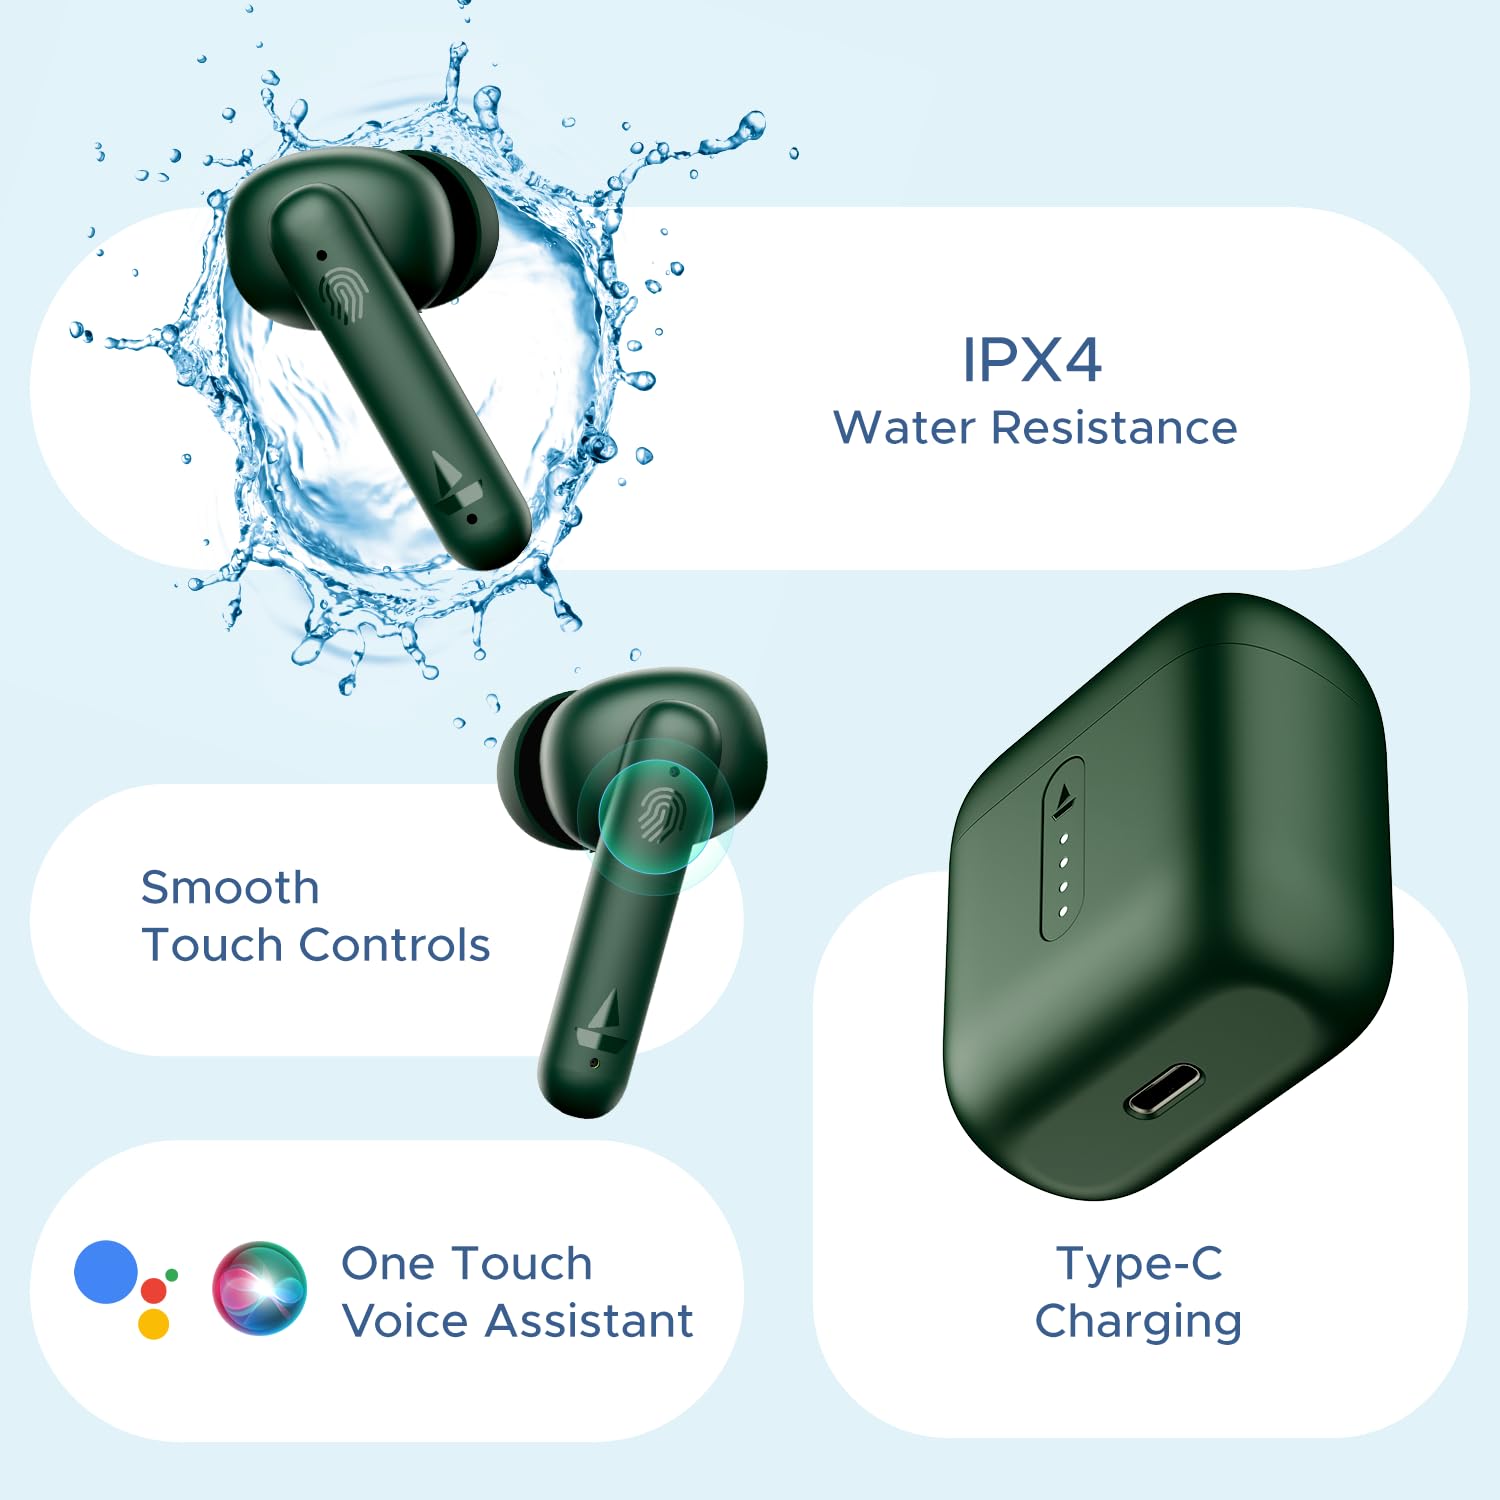 IPX4
Water Resistance
Smooth
Touch Controls
One Touch
Voice Assistant
Type-C
Charging